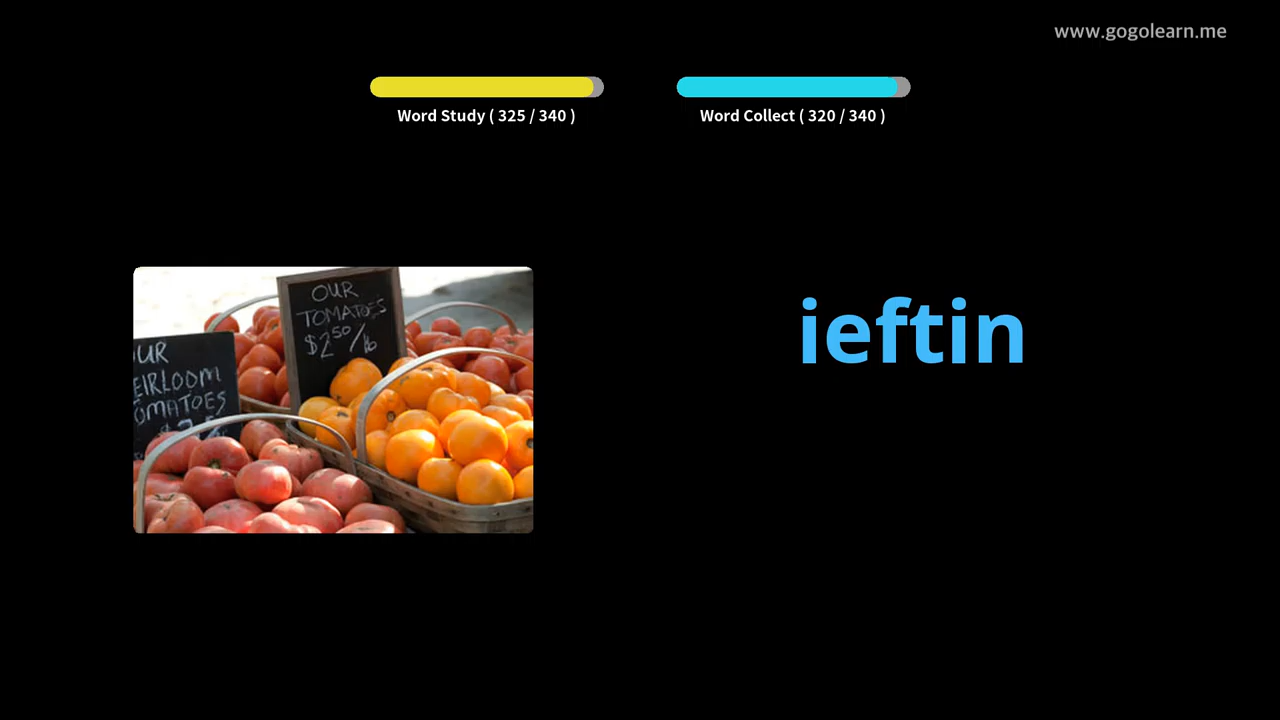 www.gogolearn.me
Word Study ( 325 / 340 )
Word Collect ( 320 / 340 )
OUR
TOMATOES
$2.50/lb
UR
EIRLOOM
OMATOES
ieftin